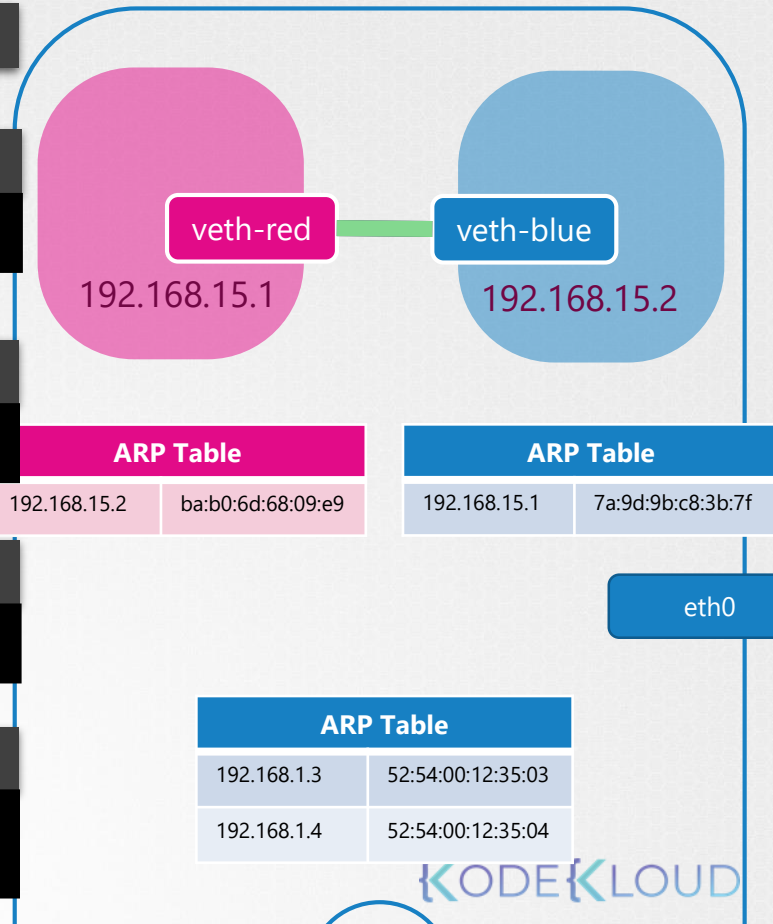 veth-red
veth-blue
192.168.15.1
192.168.15.2
ARP Table
192.168.15.2 ba:b0:6d:68:09:e9
ARP Table
192.168.15.1 7a:9d:9b:c8:3b:7f
eth0
ARP Table
192.168.1.3 52:54:00:12:35:03
192.168.1.4 52:54:00:12:35:04
KODEKLOUD